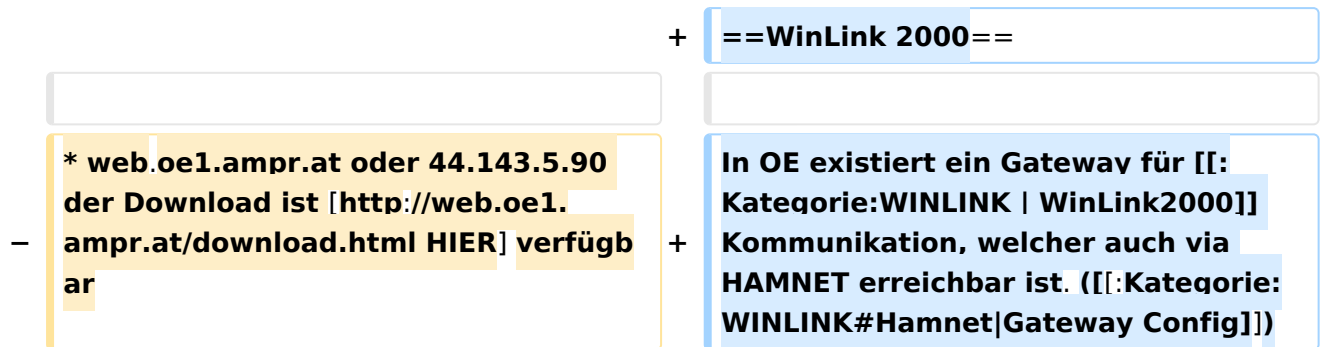 + ==WinLink 2000==
* web.oe1.ampr.at oder 44.143.5.90
der Download ist [http://web.oe1.
− ampr.at/download.html HIER] verfügb
ar
In OE existiert ein Gateway für [[:
Kategorie:WINLINK | WinLink2000]]
+ Kommunikation, welcher auch via
HAMNET erreichbar ist. ([[:Kategorie:
WINLINK#Hamnet|Gateway Config]])